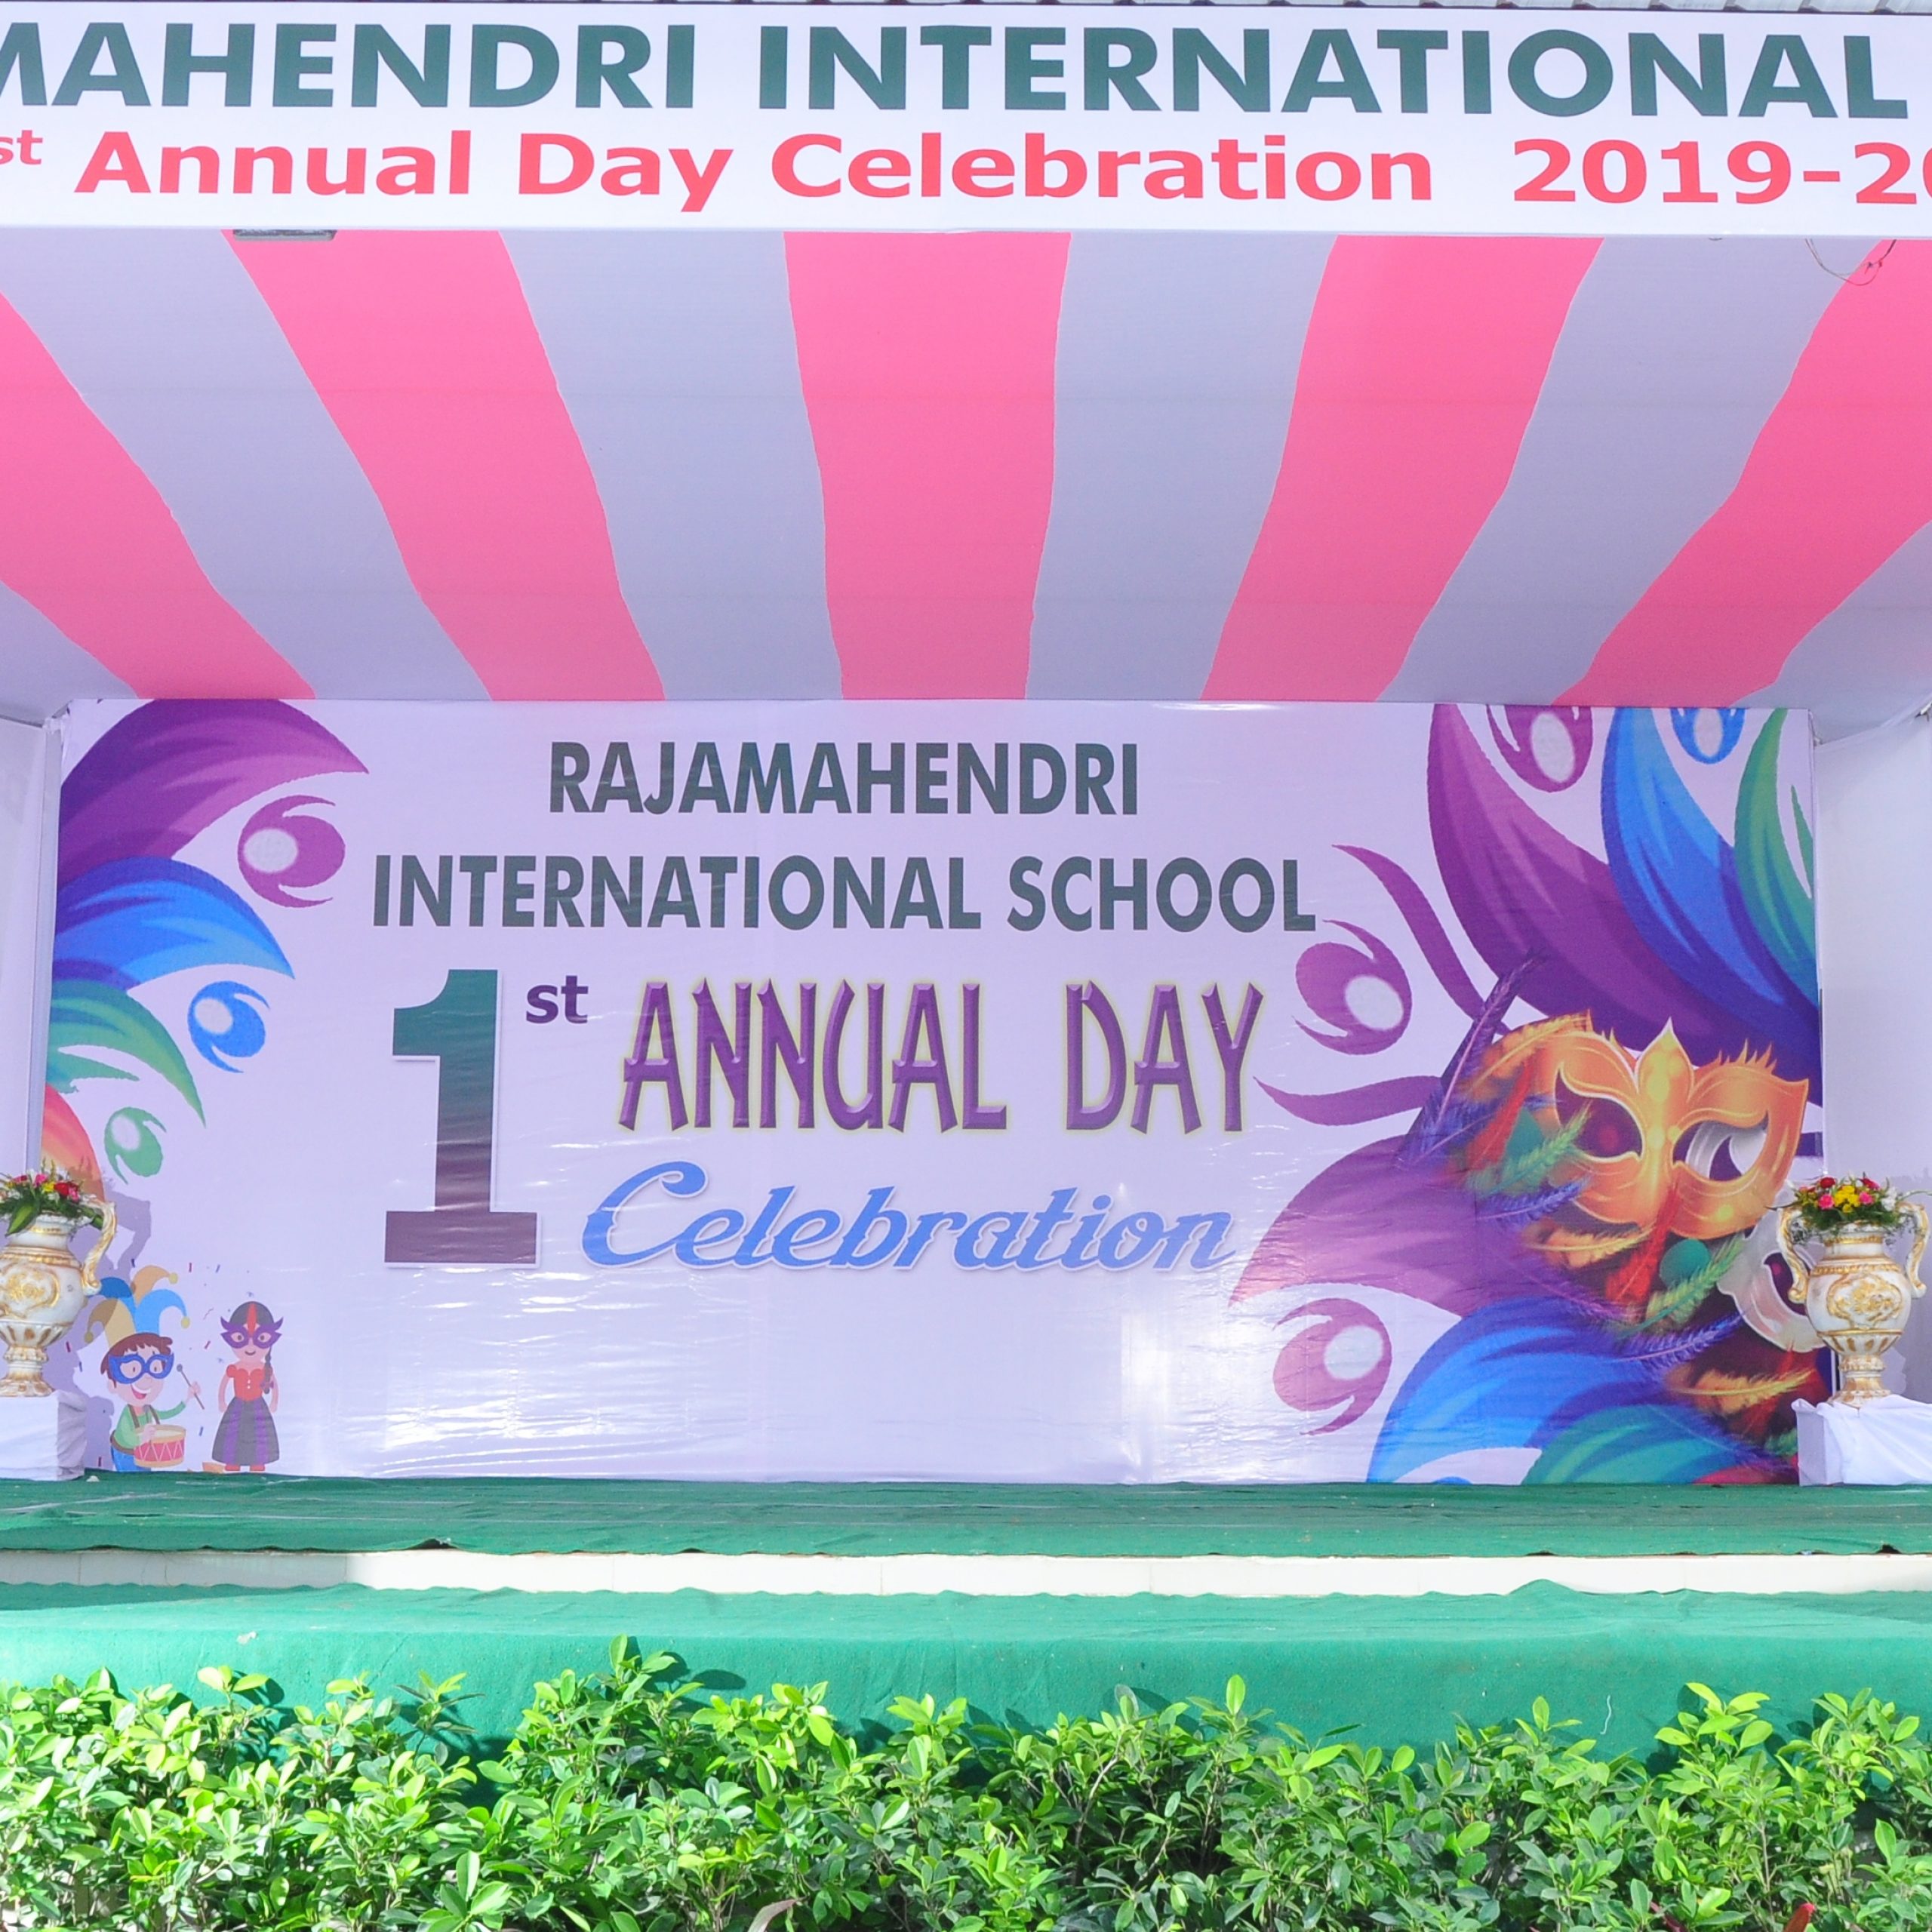 MAHENDRI INTERNATIONAL
st Annual Day Celebration 2019-20
RAJAMAHENDRI
INTERNATIONAL SCHOOL
1st ANNUAL DAY
Celebration